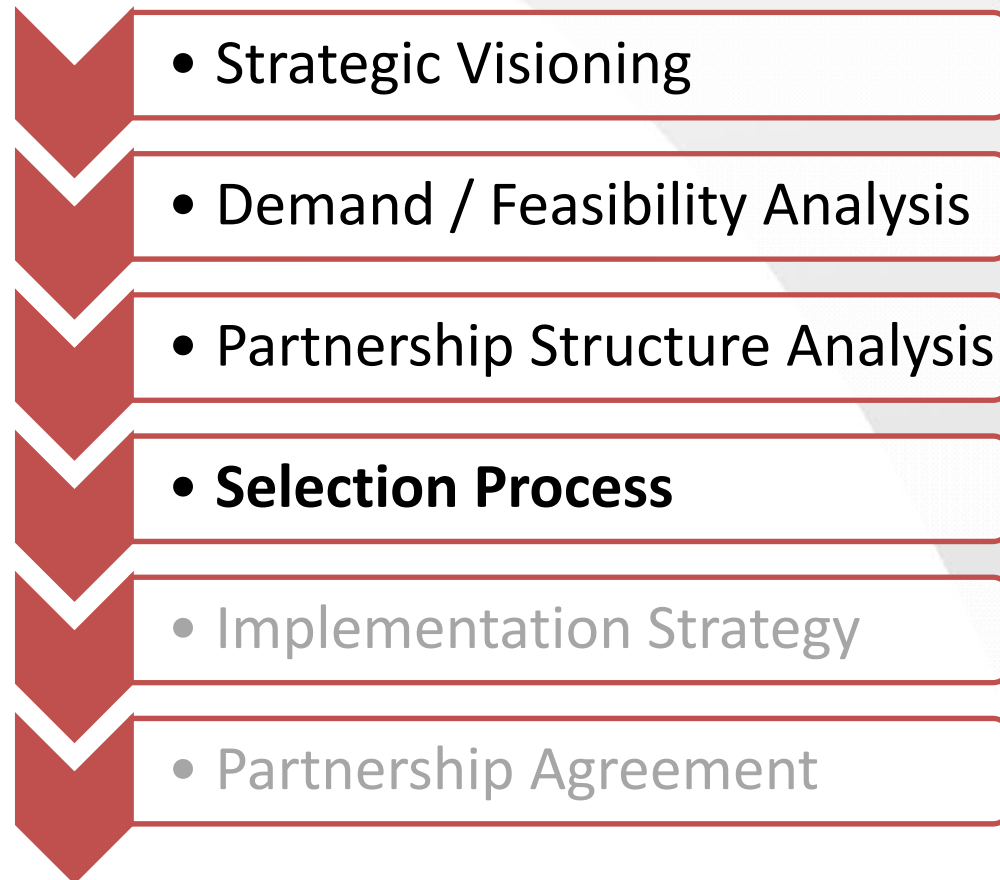 • Strategic Visioning
• Demand / Feasibility Analysis
• Partnership Structure Analysis
• Selection Process
• Implementation Strategy
• Partnership Agreement